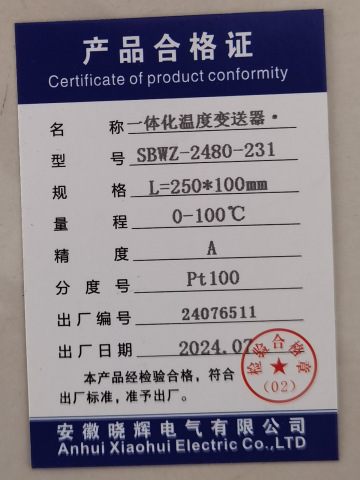 产品合格证
Certificate of product conformity
名 称 一体化温度变送器·
型 号 SBWZ-2480-231
规 格 L=250*100mm
量 程 0-100℃
精 度 A
分 度 号 Pt100
出厂编号 24076511
出厂日期 2024.07
检验合格章
(02)
本产品经检验合格，符合
出厂标准，准予出厂。
安徽晓辉电气有限公司
Anhui Xiaohui Electric Co.,LTD